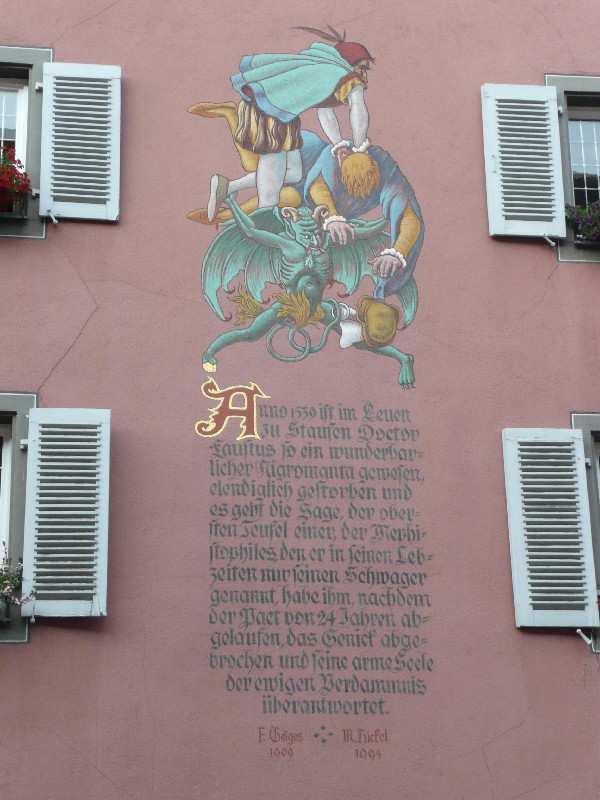 Anno 1539 ist im Leuen
zu Staufen Doctor
Faustus so ein wunderbar-
licher Nigromanta gewesen,
elendiglich gestorben und
es geht die Sage, der ober-
sten Teufel einer, der Mephi-
stophiles, den er in seinen Leb-
zeiten nur seinen Schwager
genannt, habe ihm, nachdem
der Pact von 24 Jahren ab-
gelaufen, das Genick abge-
brochen und seine arme Seele
der ewigen Verdammnis
überantwortet.
F. Geiges M. Hickel
1909 1994